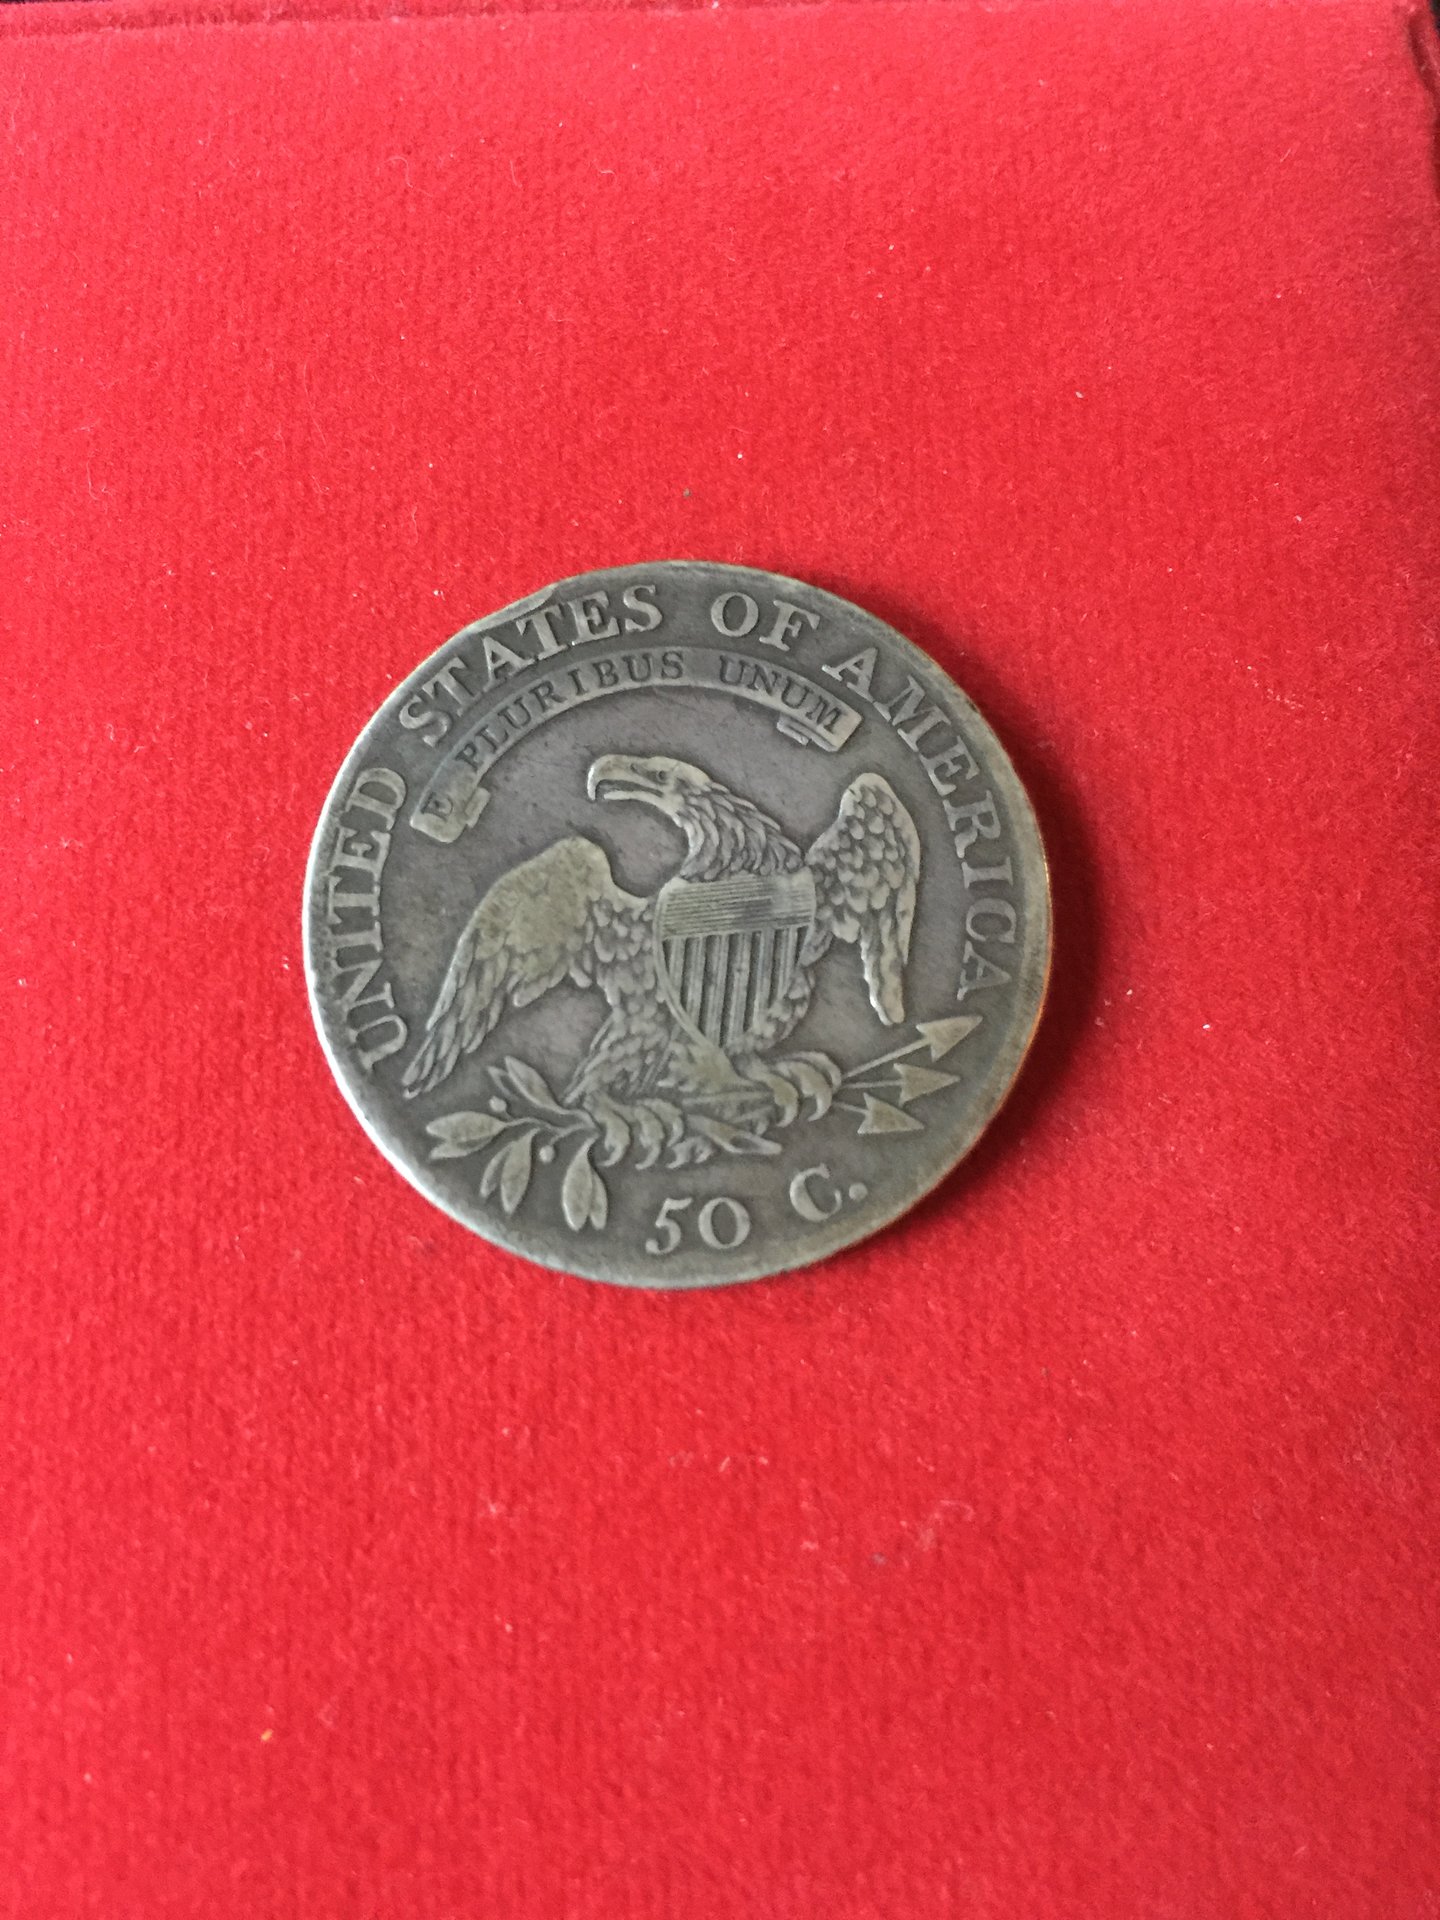 UNITED STATES OF AMERICA
E PLURIBUS UNUM
50 C.